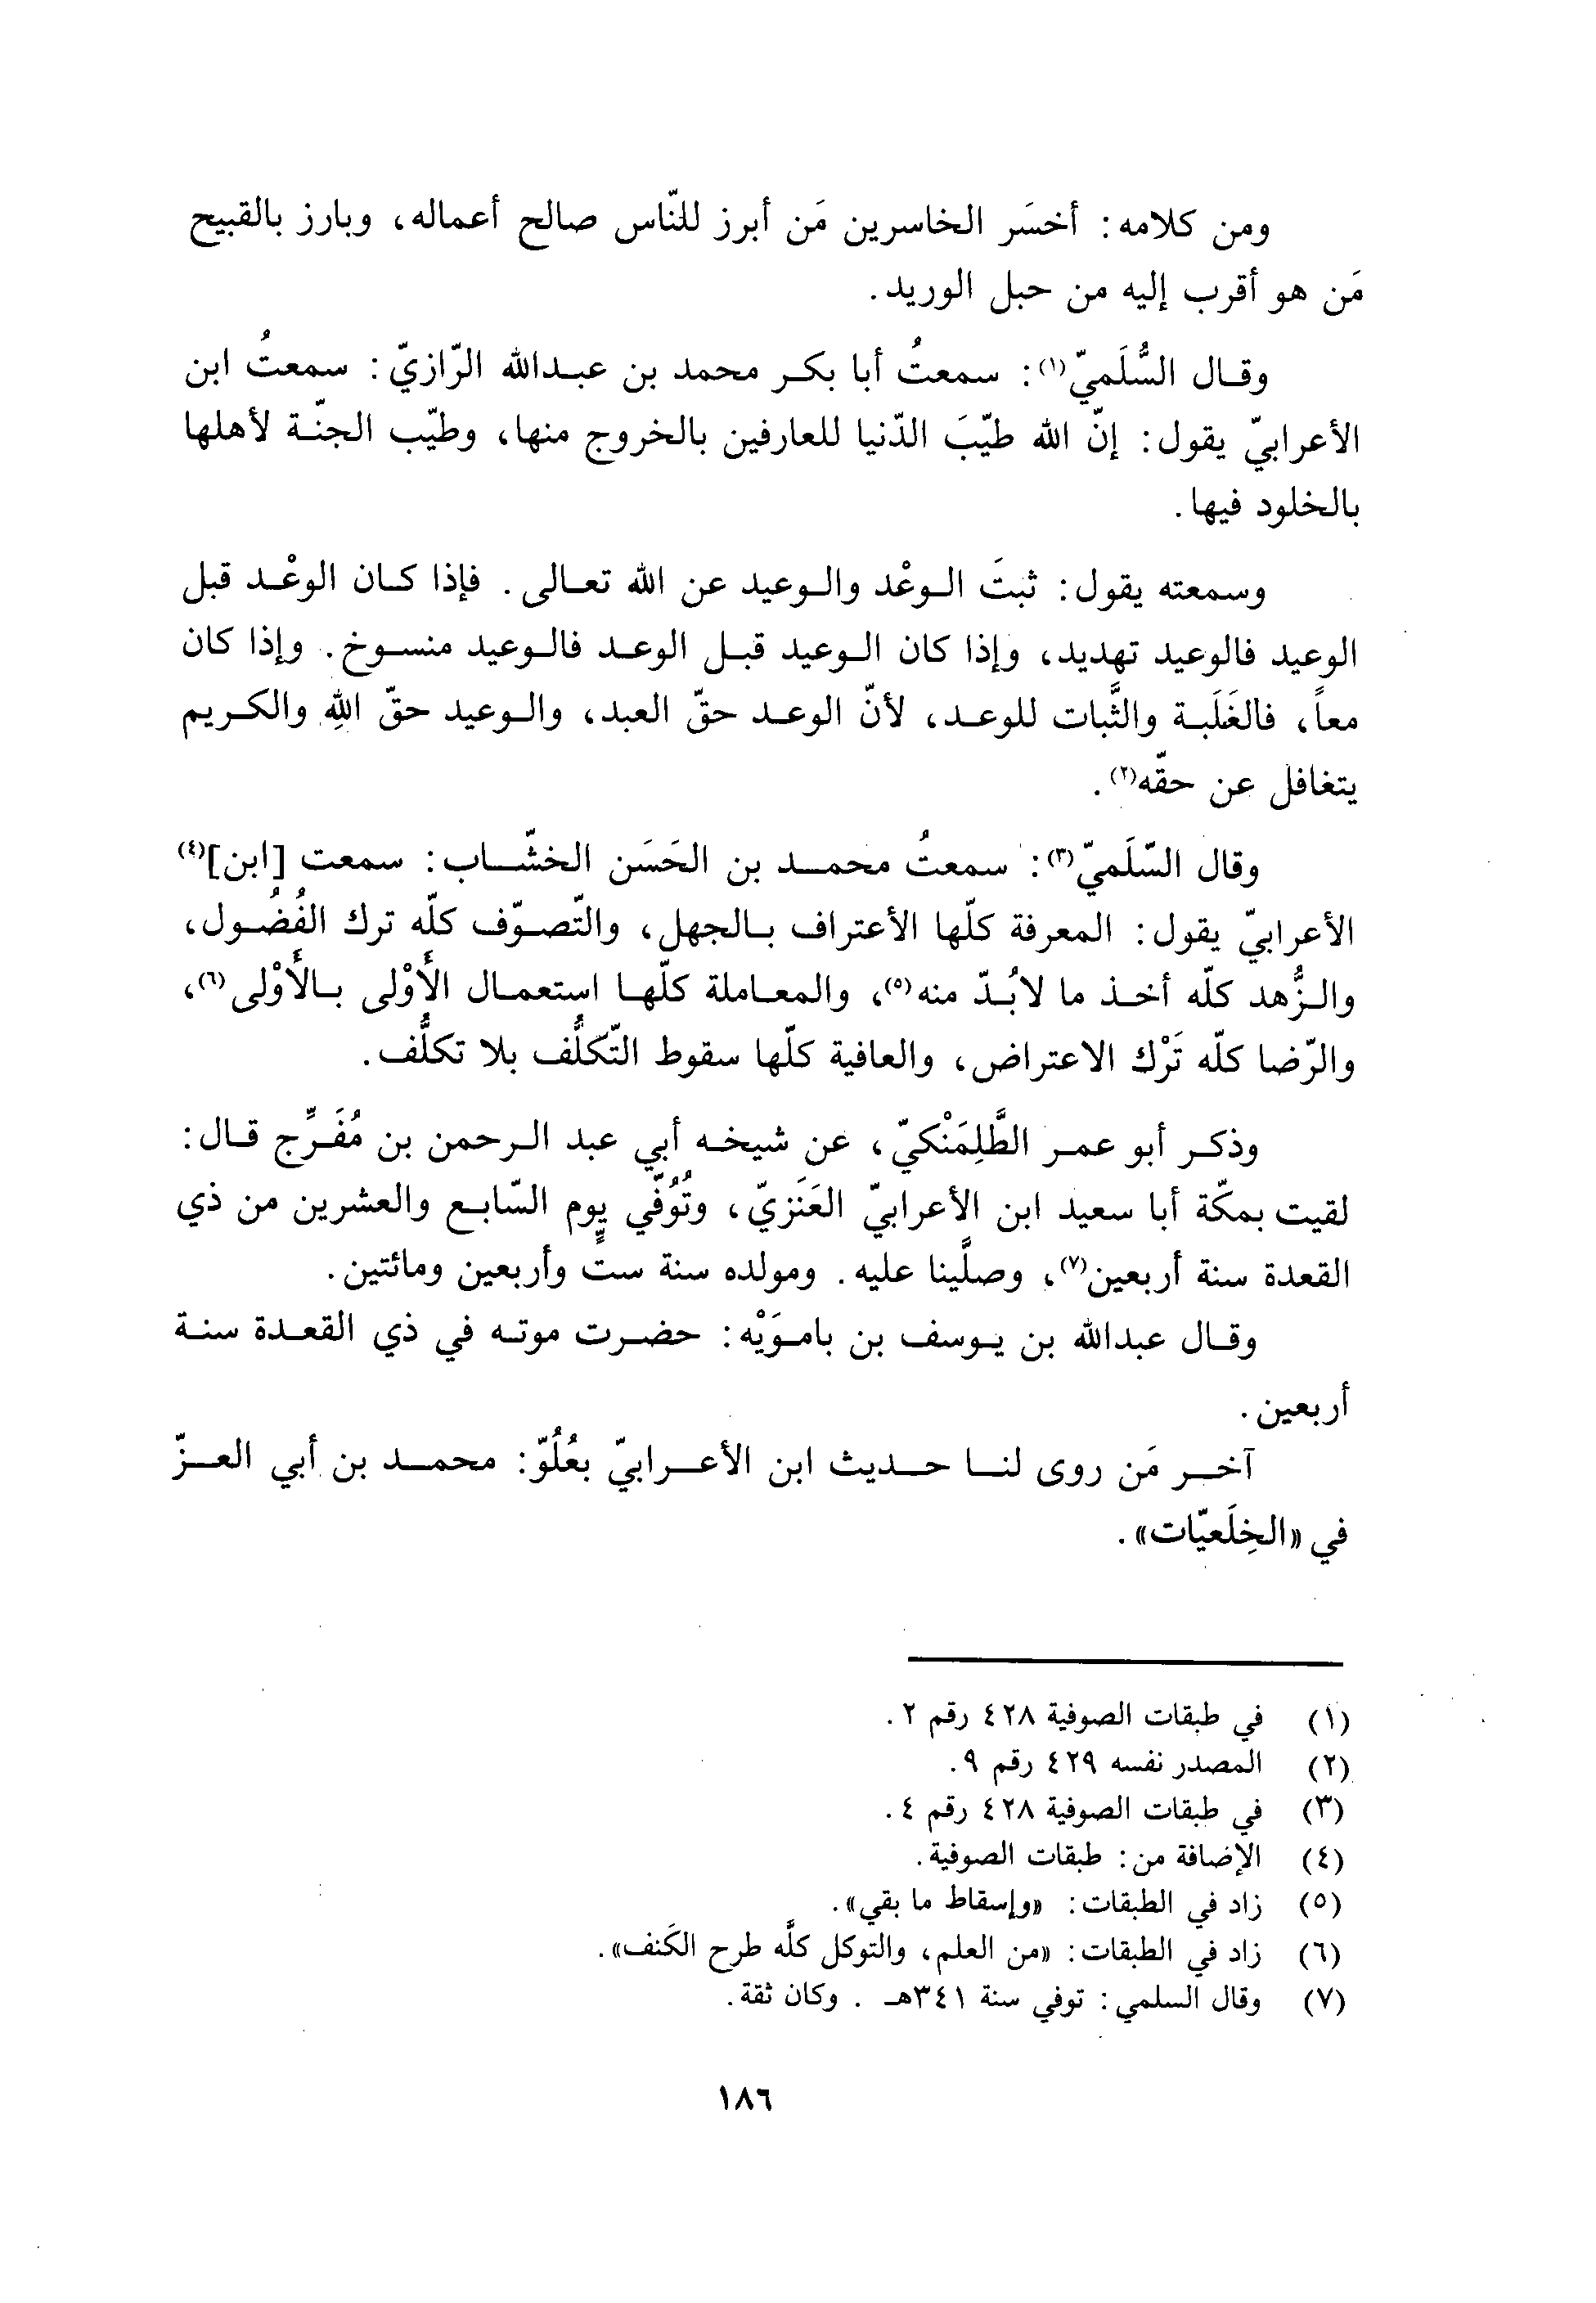 ومن كلامه: أخسَر الخاسرين مَن أبرز للنّاس صالح أعماله، وبارز بالقبيح
مَن هو أقرب إليه من حبل الوريد.
وقال السُّلَميّ(١): سمعتُ أبا بكر محمد بن عبدالله الرّازيّ: سمعتُ ابن
الأعرابيّ يقول: إنّ الله طيّبَ الدّنيا للعارفين بالخروج منها، وطيّب الجنّة لأهلها
بالخلود فيها.
وسمعته يقول: ثبتَ الوعْد والوعيد عن الله تعالى. فإذا كان الوعْد قبل
الوعيد فالوعيد تهديد، وإذا كان الوعيد قبل الوعد فالوعيد منسوخ. وإذا كان
معاً، فالغَلَبة والثَّبات للوعد، لأنّ الوعد حقّ العبد، والوعيد حقّ اللهِ والكريم
يتغافل عن حقّه(٢).
وقال السّلَميّ(٣): سمعتُ محمد بن الحَسَن الخشّاب: سمعت [ابن](٤)
الأعرابيّ يقول: المعرفة كلّها الأعتراف بالجهل، والتّصوّف كلّه ترك الفُضُول،
والزُّهد كلّه أخذ ما لابُدّ منه(٥)، والمعاملة كلّها استعمال الأَوْلى بالأَوْلى(٦)،
والرّضا كلّه تَرْك الاعتراض، والعافية كلّها سقوط التّكلُّف بلا تكلُّف.
وذكر أبو عمر الطَّلِمَنْكيّ، عن شيخه أبي عبد الرحمن بن مُفَرِّج قال:
لقيت بمكّة أبا سعيد ابن الأعرابيّ العَنَزيّ، وتُوُفّي يوم السّابع والعشرين من ذي
القعدة سنة أربعين(٧)، وصلَّينا عليه. ومولده سنة ستٍّ وأربعين ومائتين.
وقال عبدالله بن يوسف بن بامَوَيْه: حضرت موته في ذي القعدة سنة
أربعين.
آخر مَن روى لنا حديث ابن الأعرابيّ بعُلُوّ: محمد بن أبي العزّ
في «الخِلَعيّات».
(١) في طبقات الصوفية ٤٢٨ رقم ٢.
(٢) المصدر نفسه ٤٢٩ رقم ٩.
(٣) في طبقات الصوفية ٤٢٨ رقم ٤.
(٤) الإضافة من: طبقات الصوفية.
(٥) زاد في الطبقات: «وإسقاط ما بقي».
(٦) زاد في الطبقات: «من العلم، والتوكل كلّه طرح الكَنف».
(٧) وقال السلمي: توفي سنة ٣٤١هـ. وكان ثقة.
١٨٦